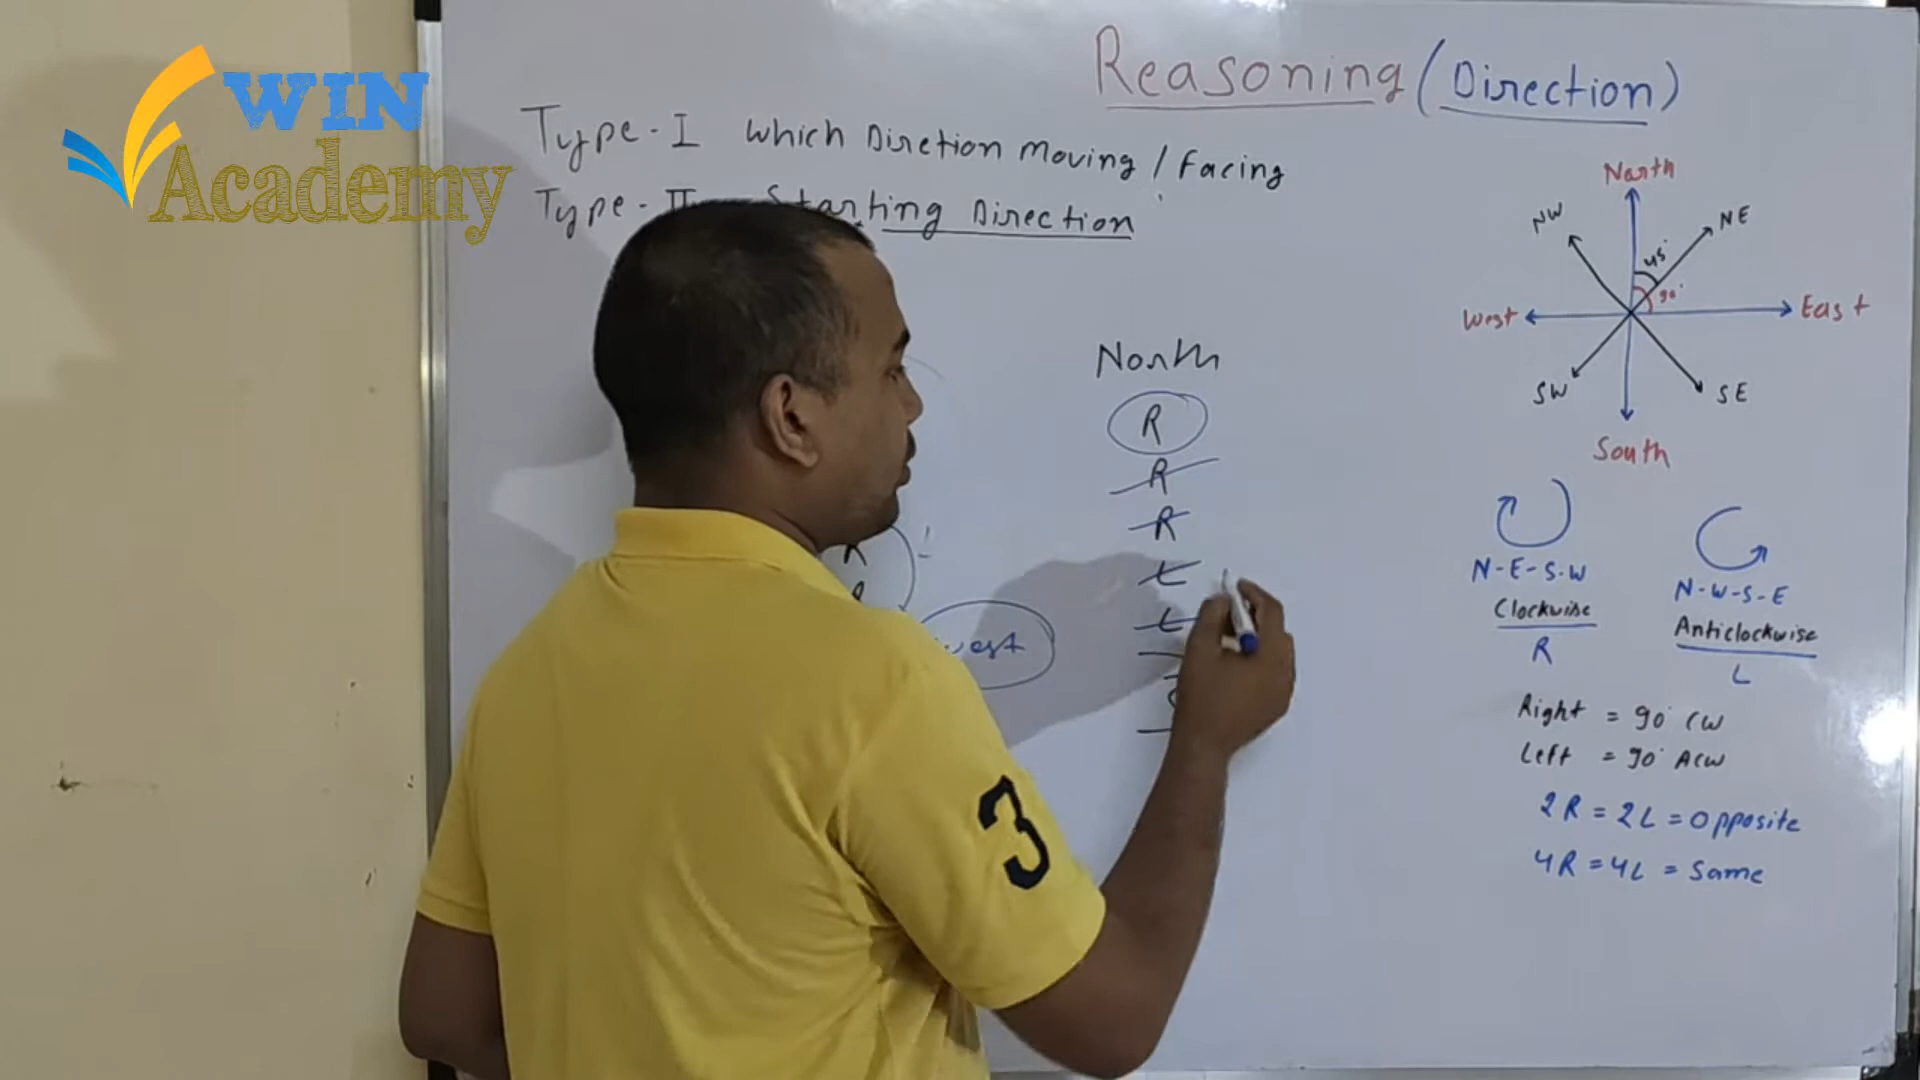 WIN
Academy
Reasoning (Direction)
Type-I Which Diretion Moving / Facing
Type-II Starting Direction
North
NW
NE
45°
90°
West
East
SW
SE
South
North
R
R
R
L
L
West
N-E-S-W
Clockwise
R
N-W-S-E
Anticlockwise
L
Right = 90° CW
Left = 90° ACW
2R = 2L = Opposite
4R = 4L = Same
3